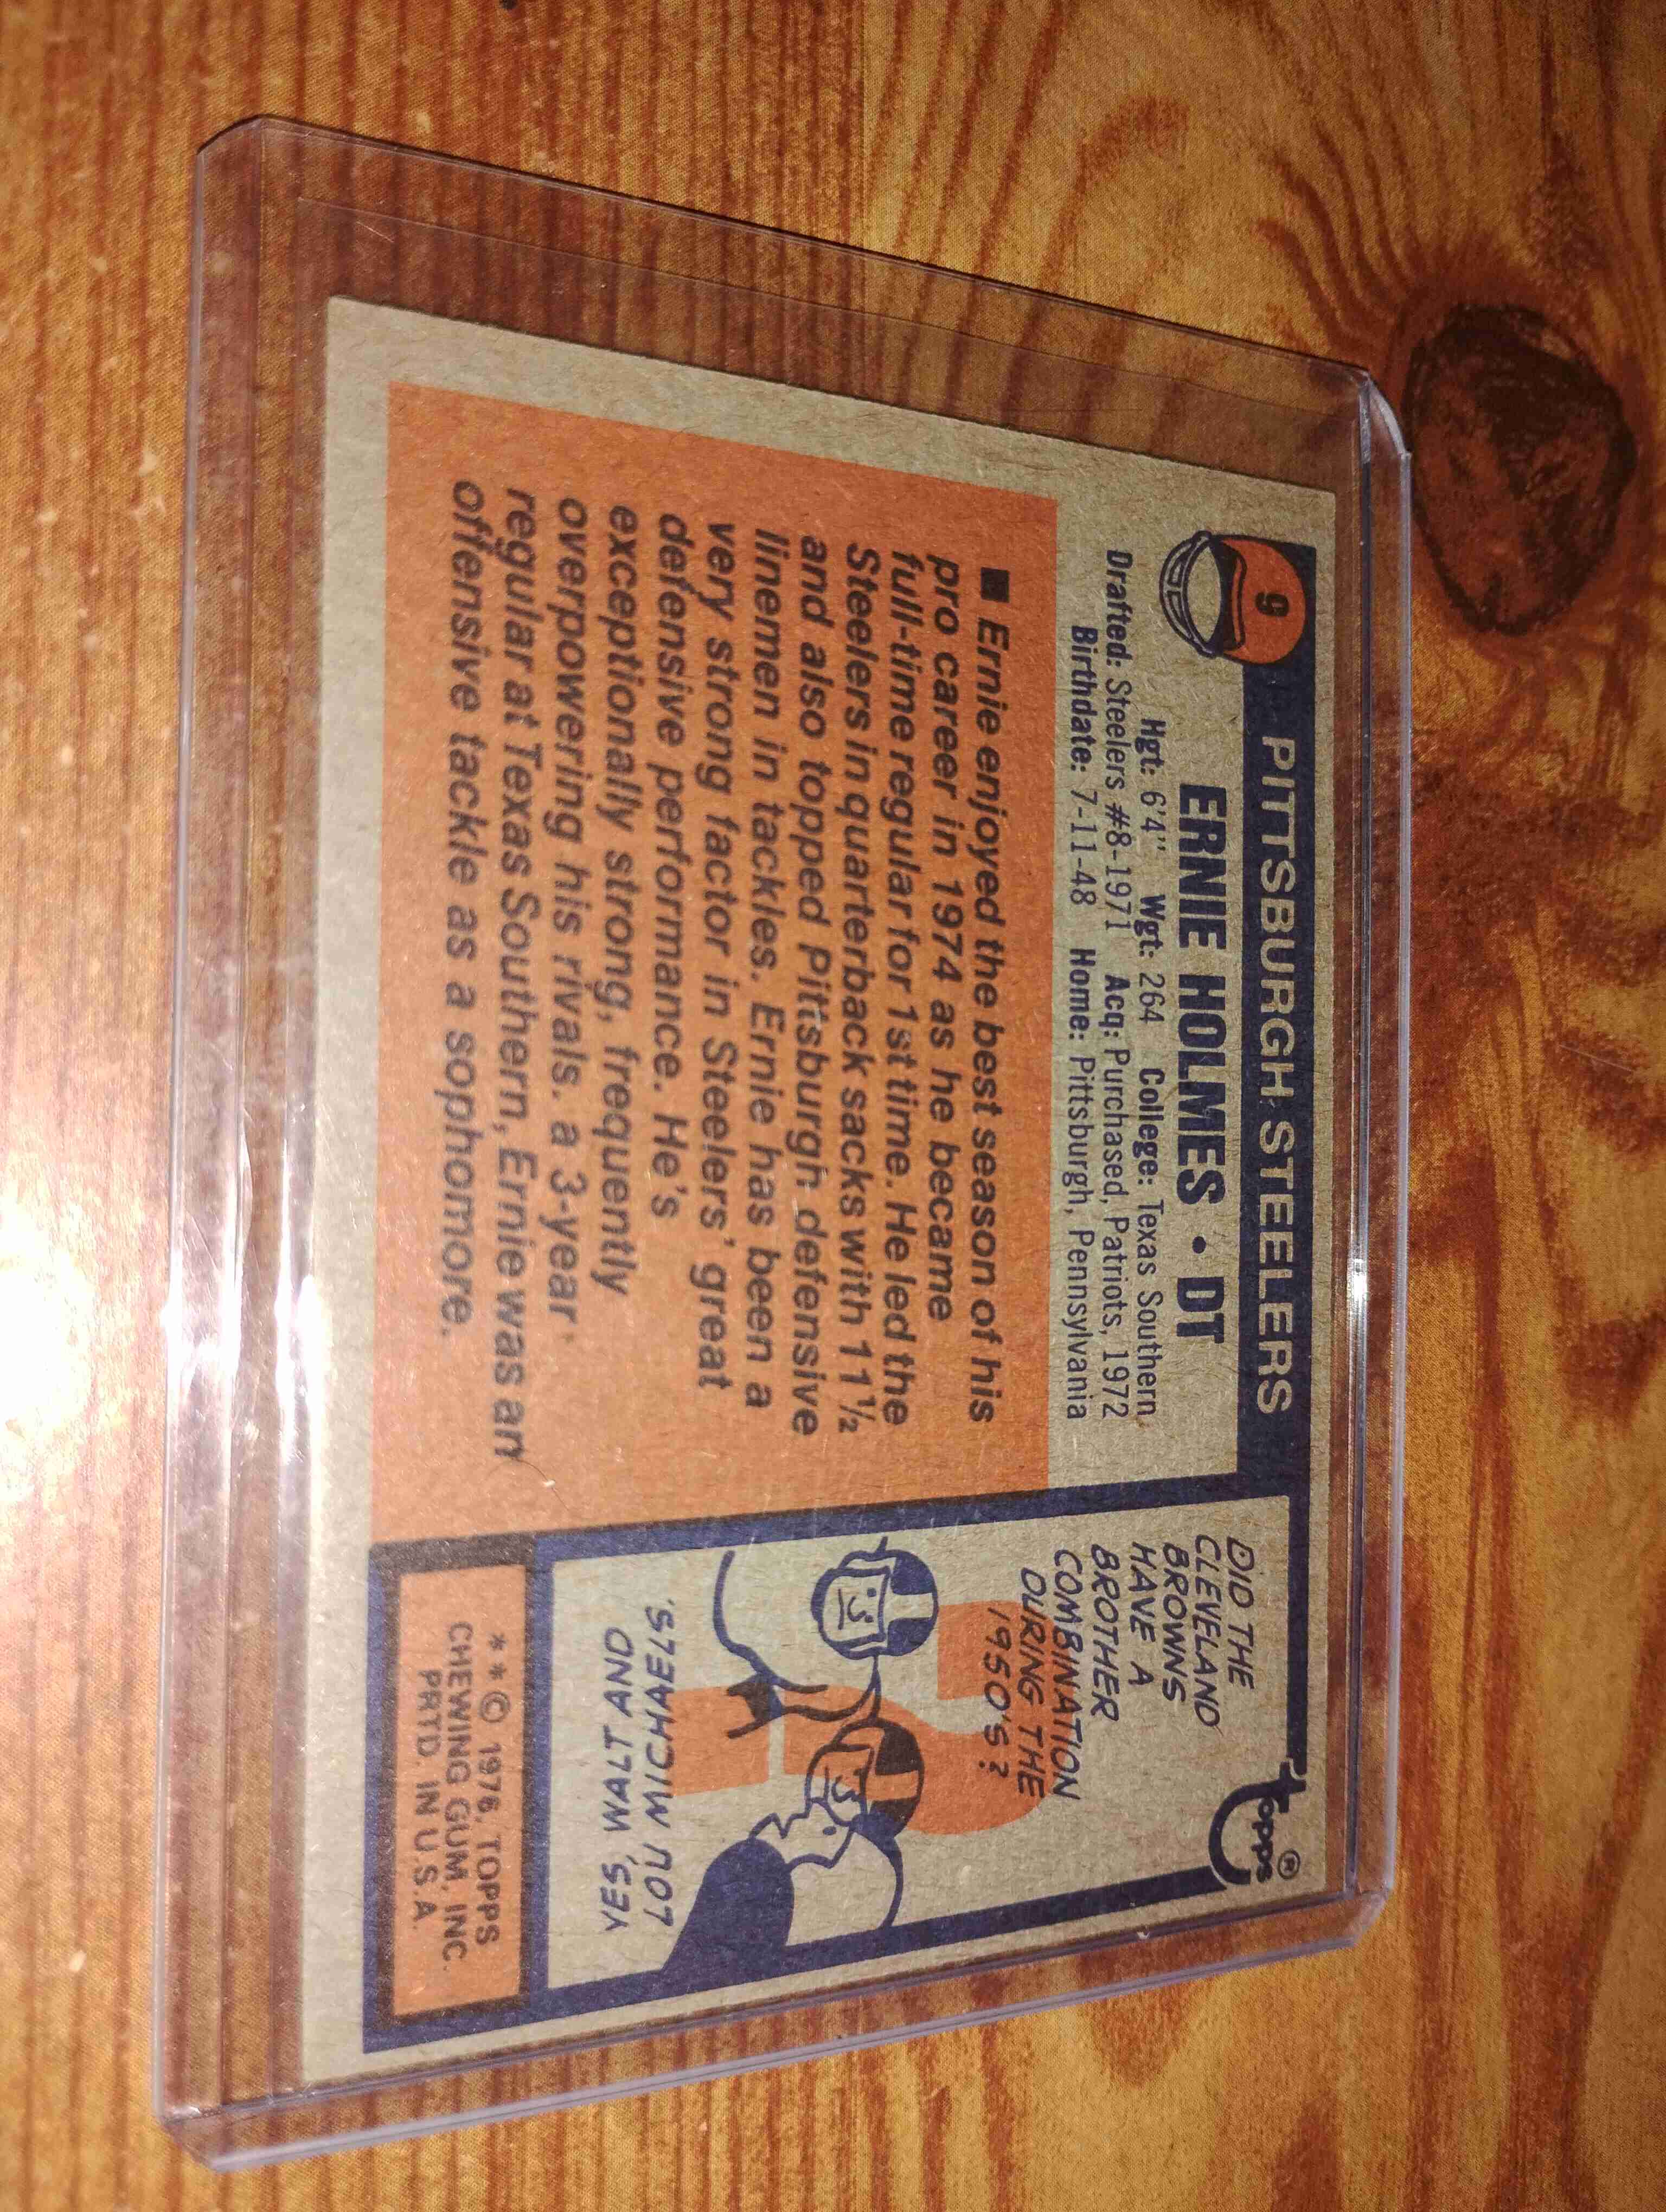 9
PITTSBURGH STEELERS
ERNIE HOLMES • DT
Hgt: 6'4" Wgt: 264 College: Texas Southern
Drafted: Steelers #8-1971 Acq: Purchased, Patriots, 1972
Birthdate: 7-11-48 Home: Pittsburgh, Pennsylvania
■ Ernie enjoyed the best season of his
pro career in 1974 as he became
full-time regular for 1st time. He led the
Steelers in quarterback sacks with 11½
and also topped Pittsburgh defensive
linemen in tackles. Ernie has been a
very strong factor in Steelers' great
defensive performance. He's
exceptionally strong, frequently
overpowering his rivals. a 3-year
regular at Texas Southern, Ernie was an
offensive tackle as a sophomore.
topps®
DID THE
CLEVELAND
BROWNS
HAVE A
BROTHER
COMBINATION
DURING THE
1950'S?
YES, WALT AND
LOU MICHAELS.
* * © 1976, TOPPS
CHEWING GUM, INC.
PRTD. IN U.S.A.